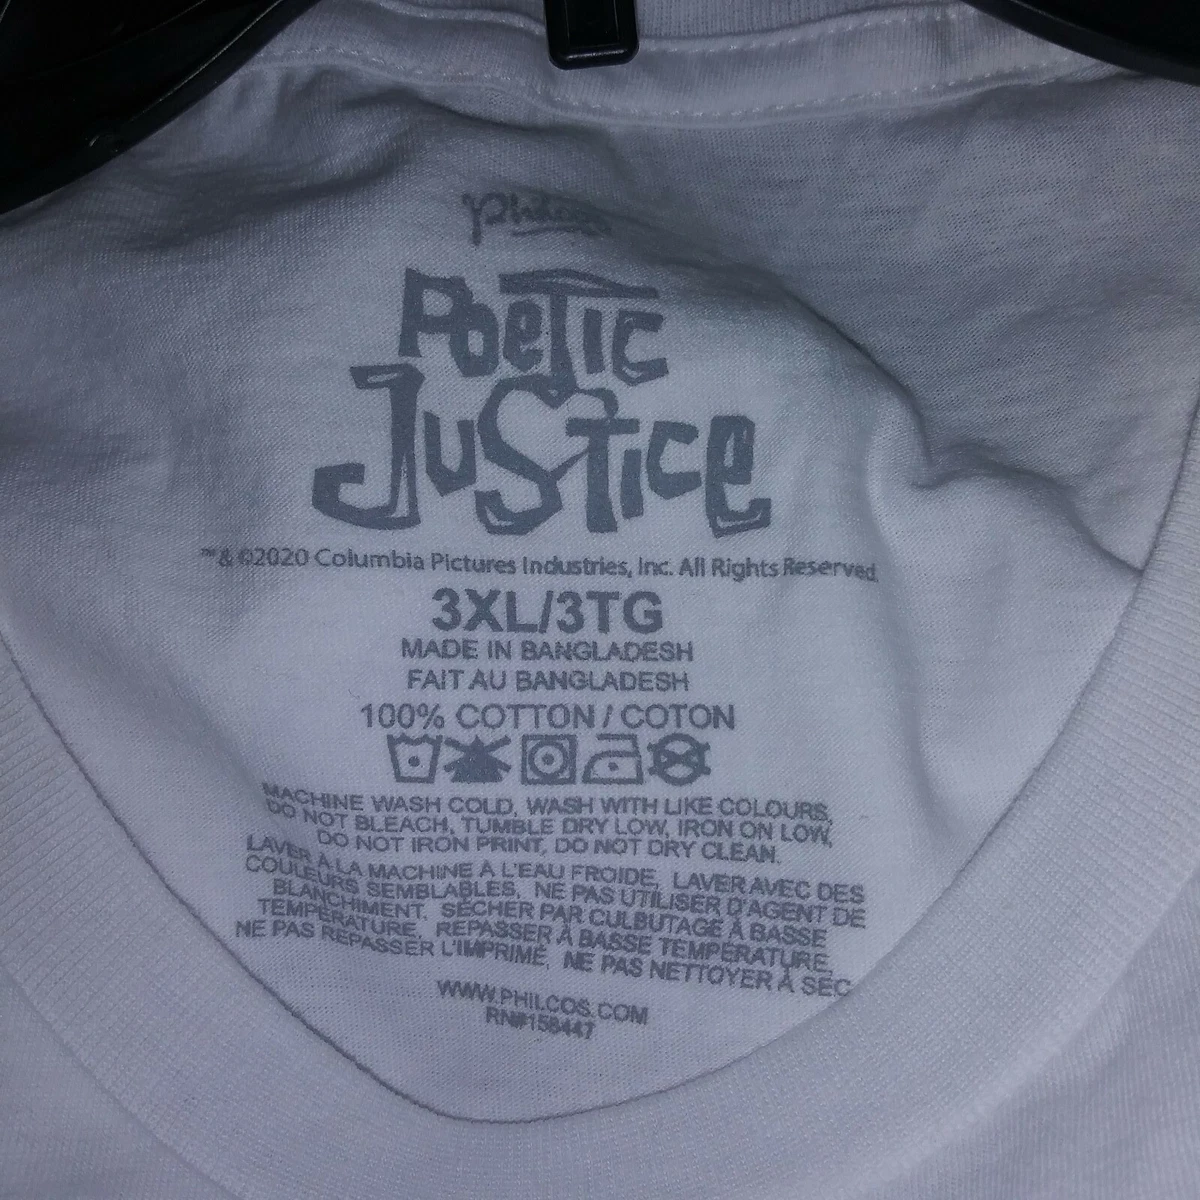 Philcos
POETIC
JUSTICE
™& ©2020 Columbia Pictures Industries, Inc. All Rights Reserved.
3XL/3TG
MADE IN BANGLADESH
FAIT AU BANGLADESH
100% COTTON / COTON
MACHINE WASH COLD, WASH WITH LIKE COLOURS,
DO NOT BLEACH, TUMBLE DRY LOW, IRON ON LOW,
DO NOT IRON PRINT, DO NOT DRY CLEAN.
LAVER À LA MACHINE À L'EAU FROIDE, LAVER AVEC DES
COULEURS SEMBLABLES, NE PAS UTILISER D'AGENT DE
BLANCHIMENT, SÉCHER PAR CULBUTAGE À BASSE
TEMPÉRATURE, REPASSER À BASSE TEMPÉRATURE,
NE PAS REPASSER L'IMPRIMÉ, NE PAS NETTOYER À SEC
WWW.PHILCOS.COM
RN#158447